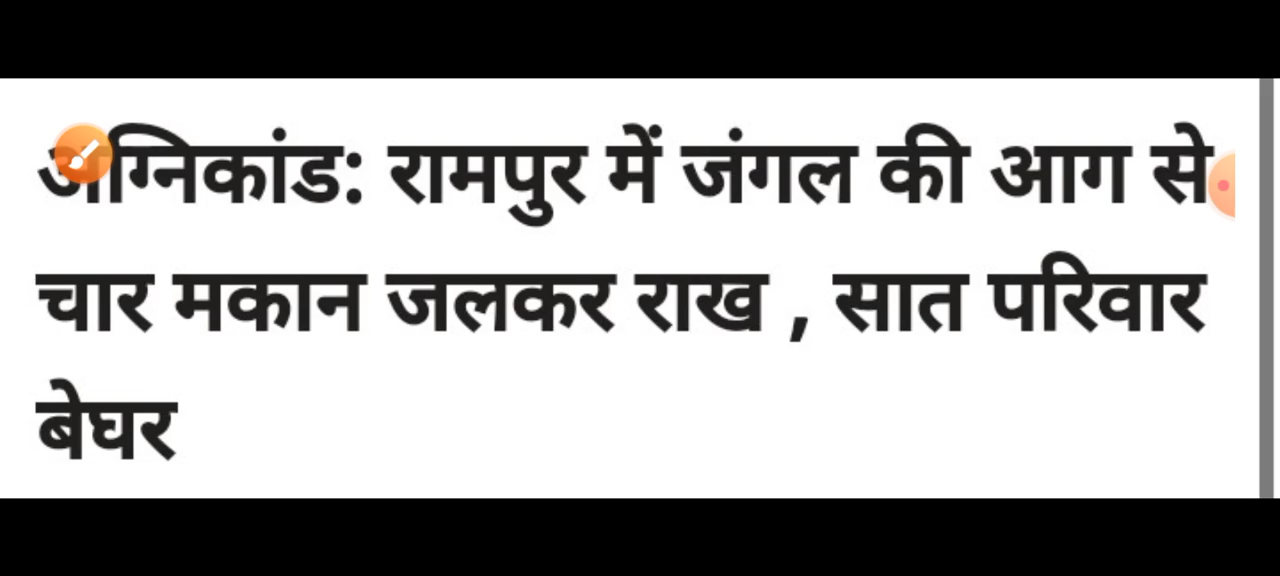 अग्निकांड: रामपुर में जंगल की आग से
चार मकान जलकर राख , सात परिवार
बेघर